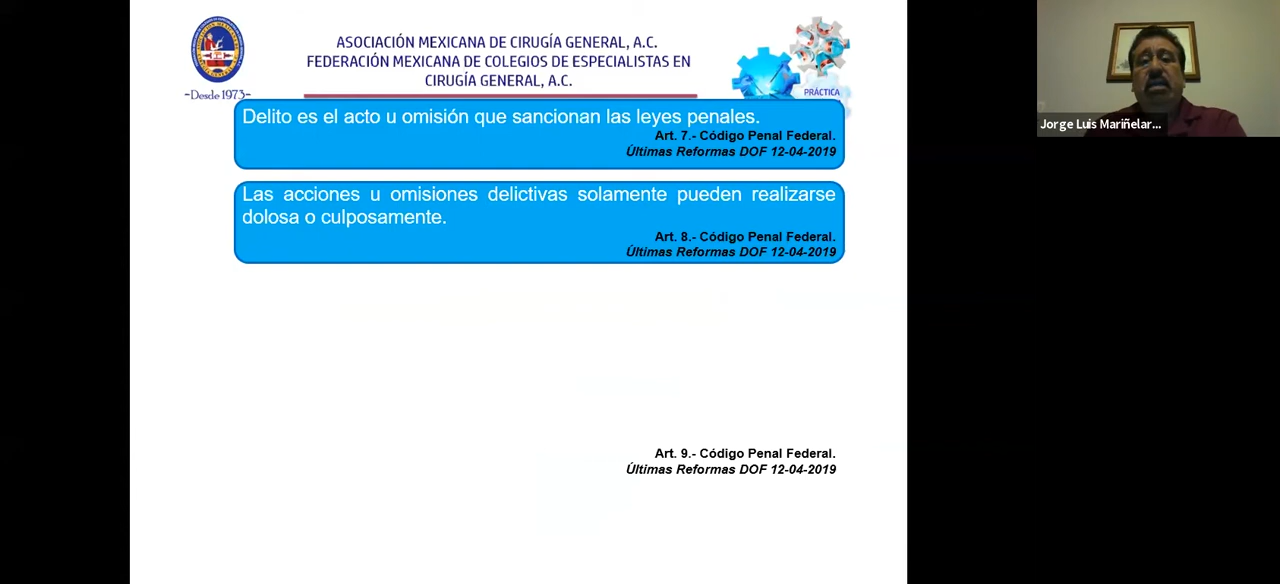 ASOCIACIÓN MEXICANA DE CIRUGÍA GENERAL, A.C.
FEDERACIÓN MEXICANA DE COLEGIOS DE ESPECIALISTAS EN
CIRUGÍA GENERAL, A.C.
~Desde 1973~
PRÁCTICA
Delito es el acto u omisión que sancionan las leyes penales.
Art. 7.- Código Penal Federal.
Últimas Reformas DOF 12-04-2019
Las acciones u omisiones delictivas solamente pueden realizarse
dolosa o culposamente.
Art. 8.- Código Penal Federal.
Últimas Reformas DOF 12-04-2019
Art. 9.- Código Penal Federal.
Últimas Reformas DOF 12-04-2019
Jorge Luis Mariñelar...